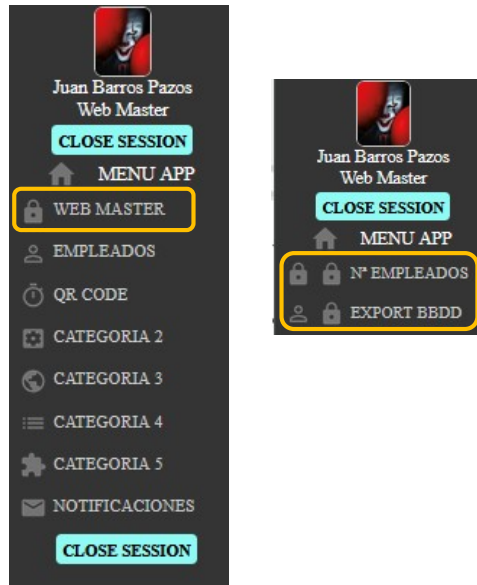 Juan Barros Pazos
Web Master
CLOSE SESSION
MENU APP
WEB MASTER
EMPLEADOS
QR CODE
CATEGORIA 2
CATEGORIA 3
CATEGORIA 4
CATEGORIA 5
NOTIFICACIONES
CLOSE SESSION
Juan Barros Pazos
Web Master
CLOSE SESSION
MENU APP
Nª EMPLEADOS
EXPORT BBDD